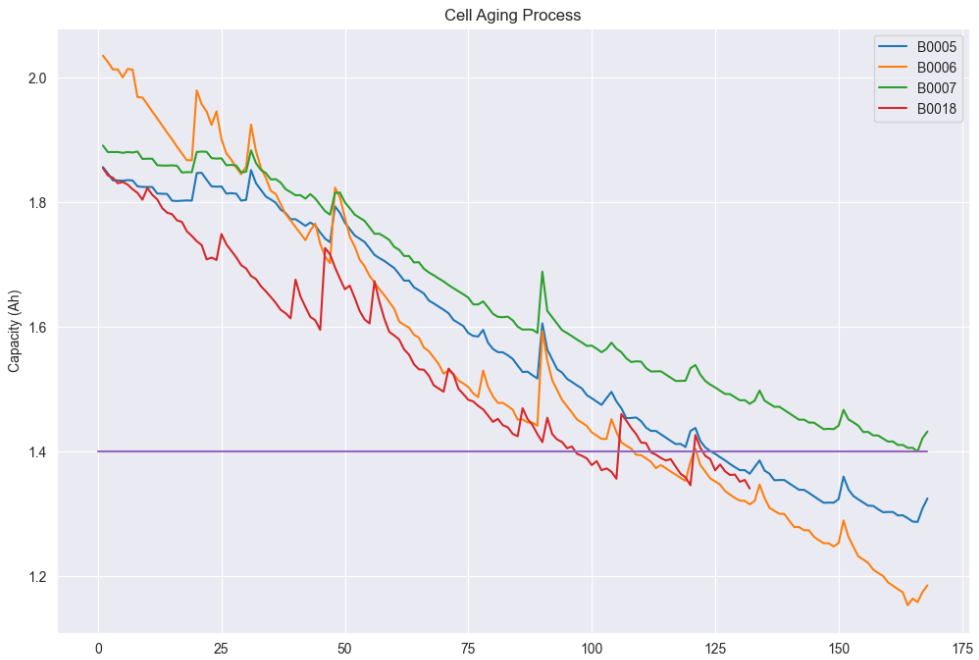 Cell Aging Process
B0005
B0006
B0007
B0018
Capacity (Ah)
2.0
1.8
1.6
1.4
1.2
0 25 50 75 100 125 150 175